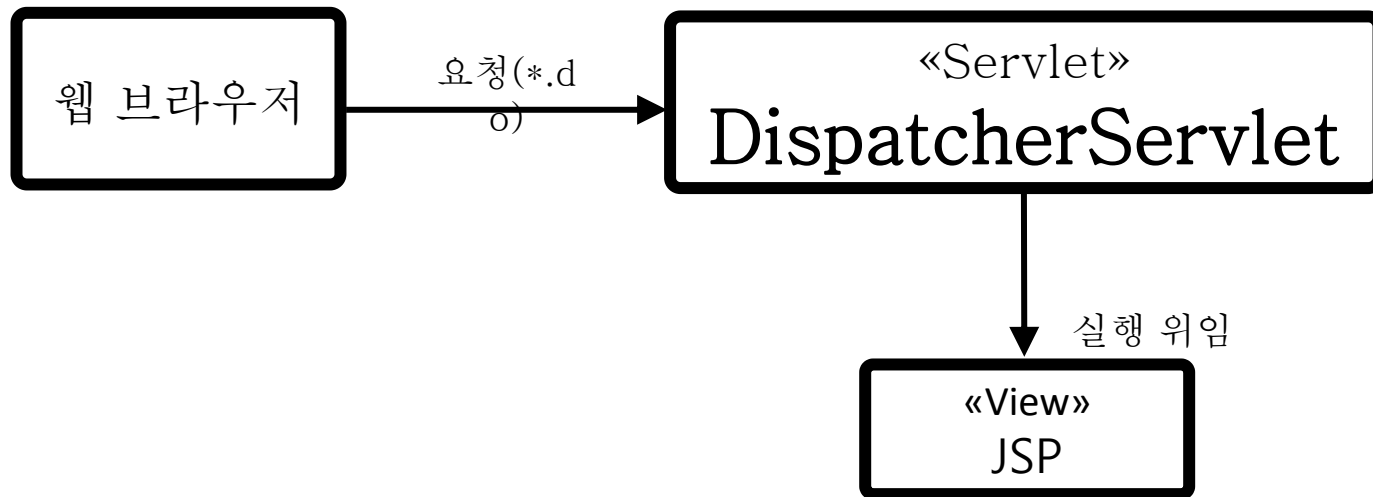 웹 브라우저
요청(*.d
o)
«Servlet»
DispatcherServlet
실행 위임
«View»
JSP